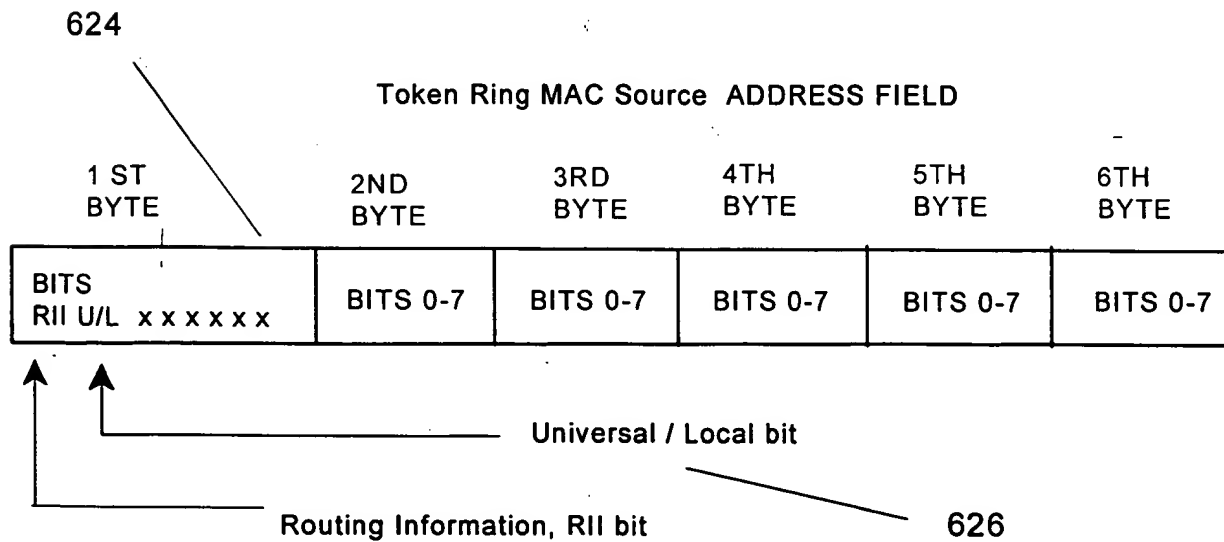 624
Token Ring MAC Source ADDRESS FIELD
1 ST
BYTE
2ND
BYTE
3RD
BYTE
4TH
BYTE
5TH
BYTE
6TH
BYTE
BITS
RII U/L x x x x x x
BITS 0-7
BITS 0-7
BITS 0-7
BITS 0-7
BITS 0-7
Universal / Local bit
Routing Information, RII bit
626